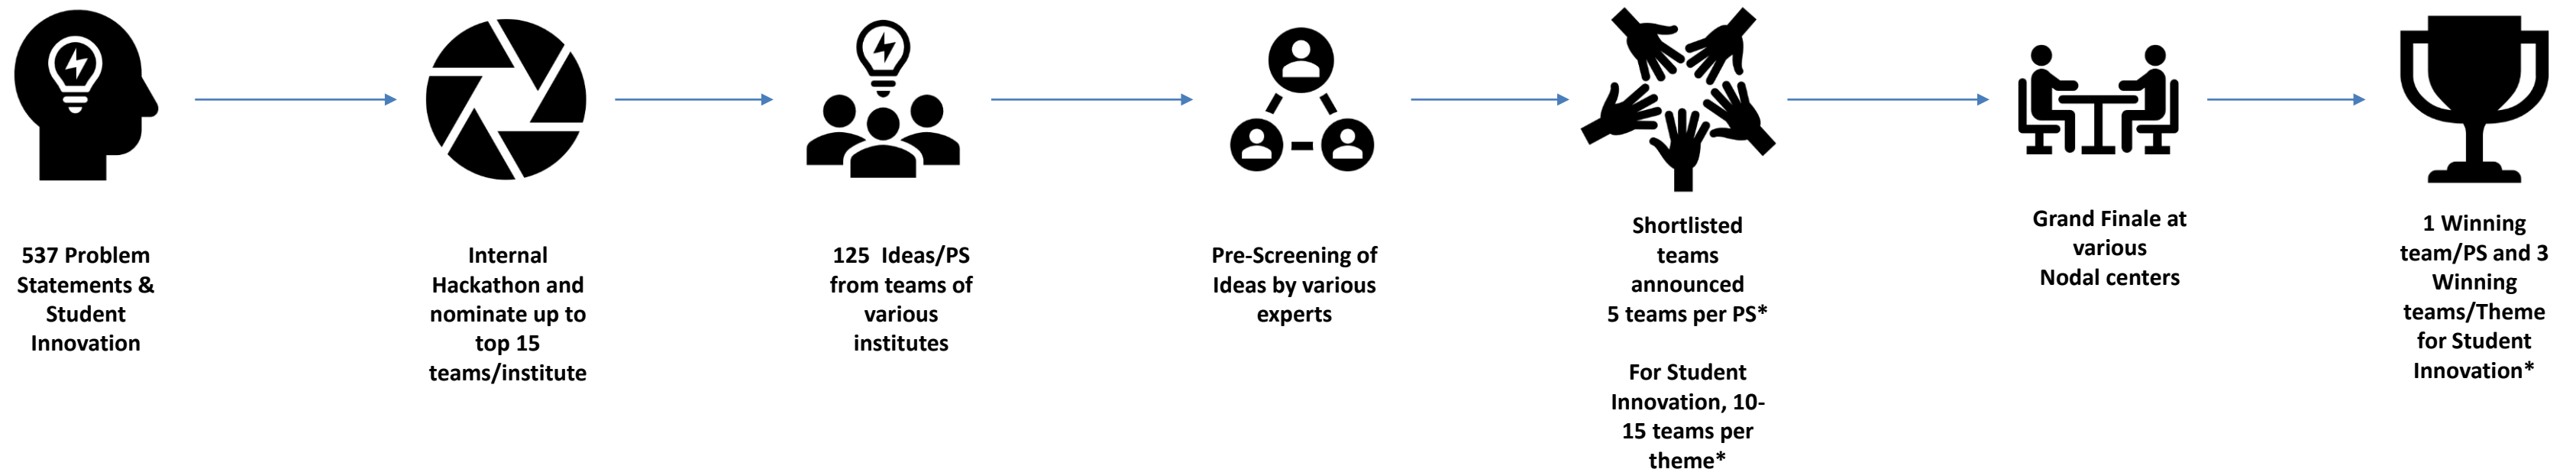 537 Problem
Statements &
Student
Innovation
Internal
Hackathon and
nominate up to
top 15
teams/institute
125 Ideas/PS
from teams of
various
institutes
Pre-Screening of
Ideas by various
experts
Shortlisted
teams
announced
5 teams per PS*
For Student
Innovation, 10-
15 teams per
theme*
Grand Finale at
various
Nodal centers
1 Winning
team/PS and 3
Winning
teams/Theme
for Student
Innovation*